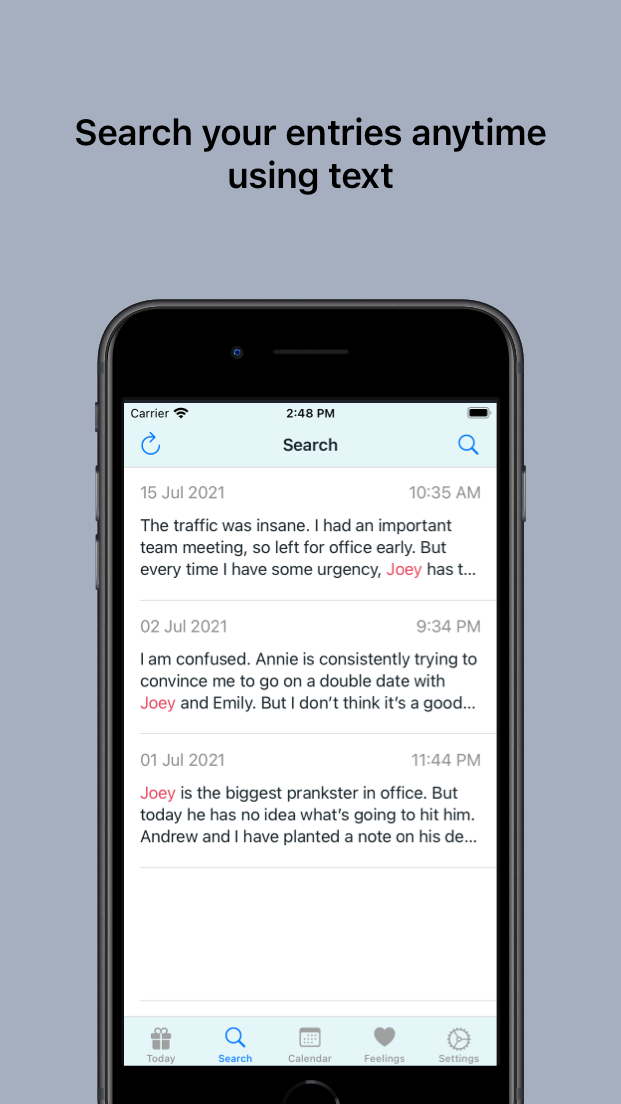 Search your entries anytime
using text
Carrier 2:48 PM
Search
15 Jul 2021 10:35 AM
The traffic was insane. I had an important
team meeting, so left for office early. But
every time I have some urgency, Joey has t...
02 Jul 2021 9:34 PM
I am confused. Annie is consistently trying to
convince me to go on a double date with
Joey and Emily. But I don’t think it’s a good...
01 Jul 2021 11:44 PM
Joey is the biggest prankster in office. But
today he has no idea what’s going to hit him.
Andrew and I have planted a note on his de...
Today Search Calendar Feelings Settings